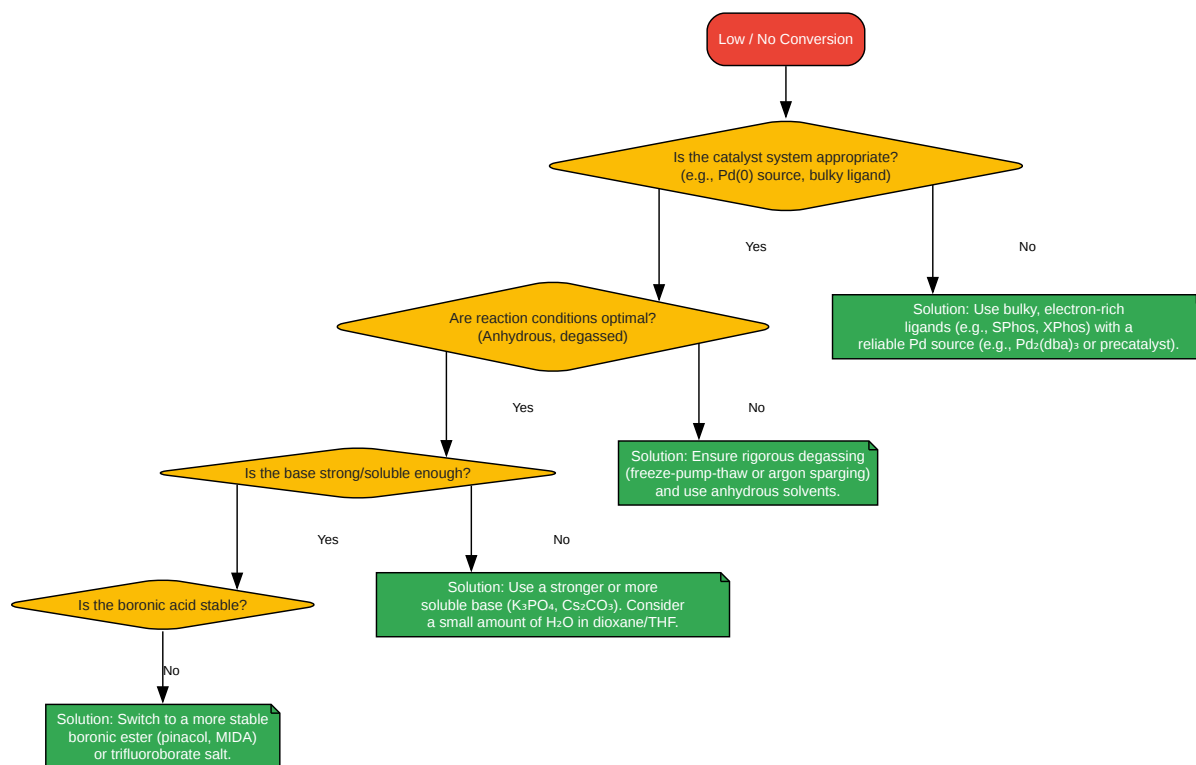 Low / No Conversion
Is the catalyst system appropriate?
(e.g., Pd(0) source, bulky ligand)
Yes
No
Are reaction conditions optimal?
(Anhydrous, degassed)
Solution: Use bulky, electron-rich
ligands (e.g., SPhos, XPhos) with a
reliable Pd source (e.g., Pd₂(dba)₃ or precatalyst).
Yes
No
Is the base strong/soluble enough?
Solution: Ensure rigorous degassing
(freeze-pump-thaw or argon sparging)
and use anhydrous solvents.
Yes
No
Is the boronic acid stable?
Solution: Use a stronger or more
soluble base (K₃PO₄, Cs₂CO₃). Consider
a small amount of H₂O in dioxane/THF.
No
Solution: Switch to a more stable
boronic ester (pinacol, MIDA)
or trifluoroborate salt.